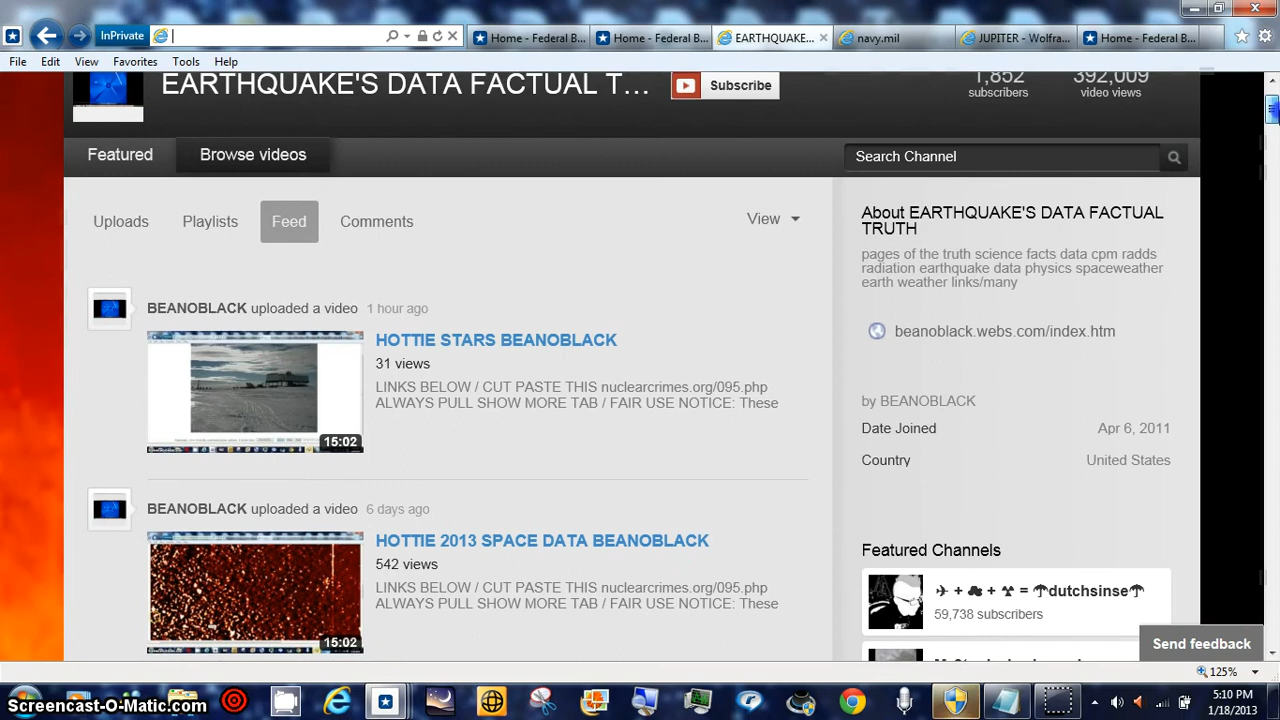 InPrivate
Home - Federal B...
Home - Federal B...
EARTHQUAKE...
navy.mil
JUPITER - Wolfra...
Home - Federal B...
File Edit View Favorites Tools Help
EARTHQUAKE'S DATA FACTUAL T...
Subscribe
1,852
subscribers
392,009
video views
Featured
Browse videos
Search Channel
Uploads
Playlists
Feed
Comments
View
BEANOBLACK uploaded a video 1 hour ago
HOTTIE STARS BEANOBLACK
31 views
LINKS BELOW / CUT PASTE THIS nuclearcrimes.org/095.php
ALWAYS PULL SHOW MORE TAB / FAIR USE NOTICE: These
15:02
BEANOBLACK uploaded a video 6 days ago
HOTTIE 2013 SPACE DATA BEANOBLACK
542 views
LINKS BELOW / CUT PASTE THIS nuclearcrimes.org/095.php
ALWAYS PULL SHOW MORE TAB / FAIR USE NOTICE: These
15:02
About EARTHQUAKE'S DATA FACTUAL
TRUTH
pages of the truth science facts data cpm radds
radiation earthquake data physics spaceweather
earth weather links/many
beanoblack.webs.com/index.htm
by BEANOBLACK
Date Joined Apr 6, 2011
Country United States
Featured Channels
✈ + ☁ + ☢ = ☂dutchsinse☂
59,738 subscribers
Send feedback
125%
Screencast-O-Matic.com
5:10 PM
1/18/2013